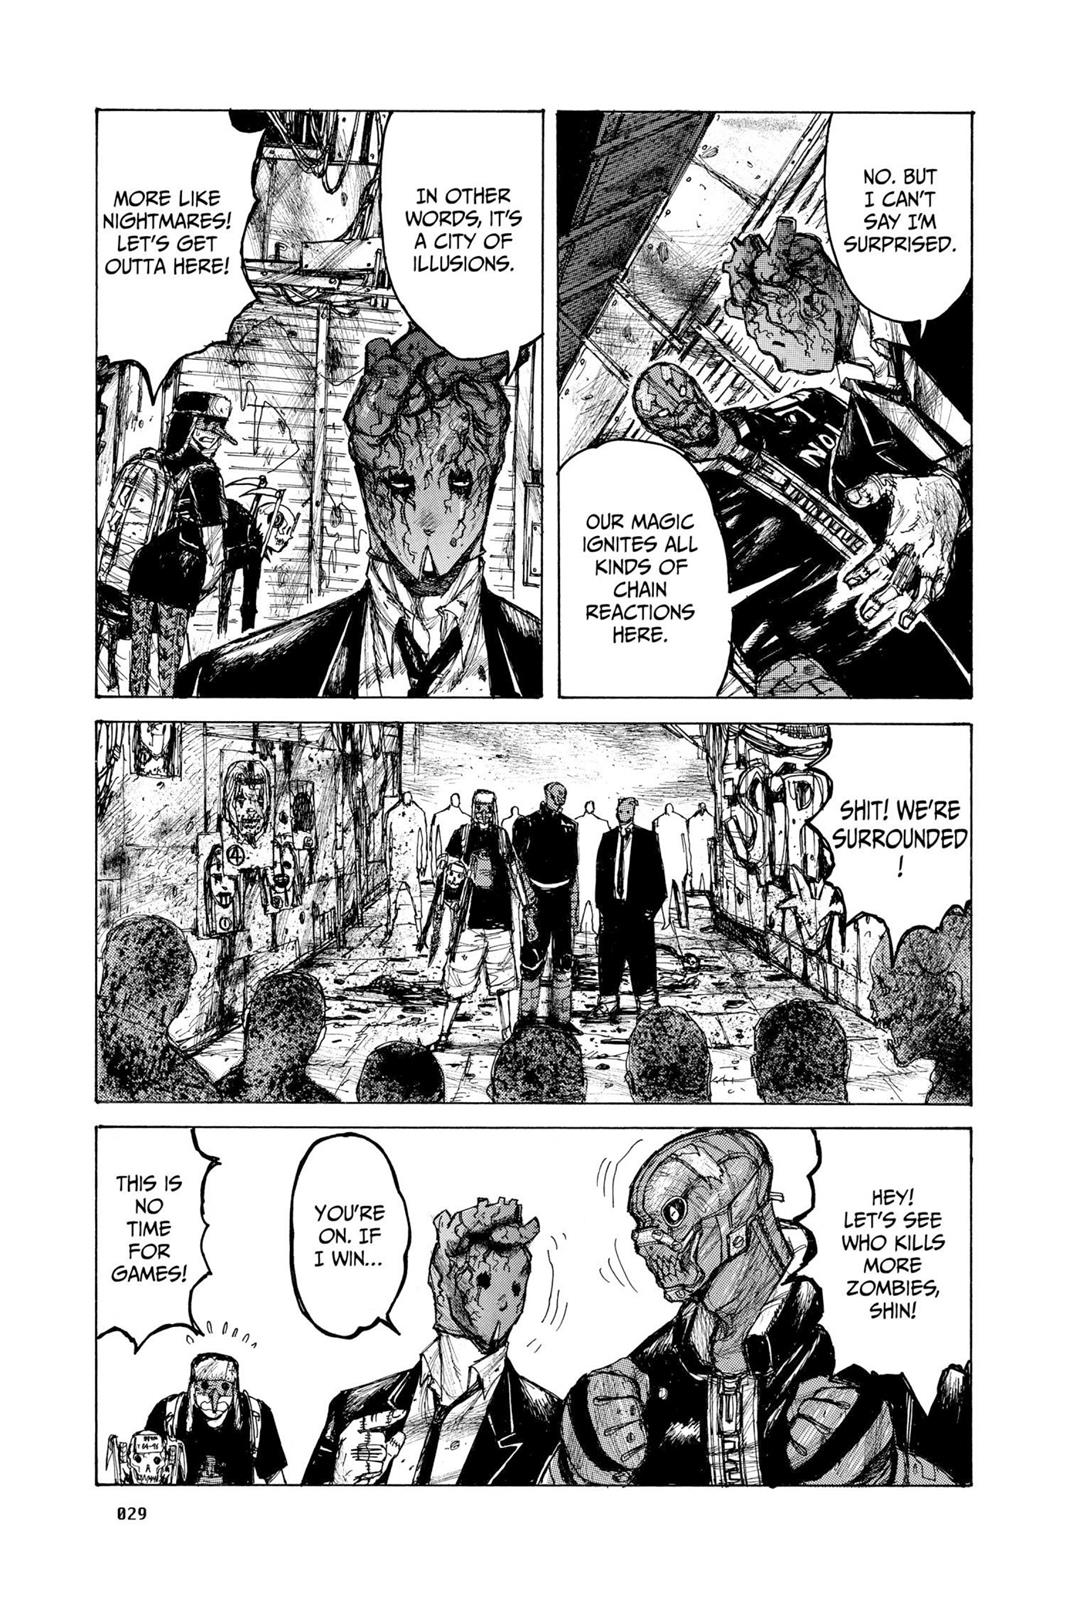 NO. BUT
I CAN'T
SAY I'M
SURPRISED.
OUR MAGIC
IGNITES ALL
KINDS OF
CHAIN
REACTIONS
HERE.
NOI
IN OTHER
WORDS, IT'S
A CITY OF
ILLUSIONS.
MORE LIKE
NIGHTMARES!
LET'S GET
OUTTA HERE!
SHIT! WE'RE
SURROUNDED
!
4
HEY!
LET'S SEE
WHO KILLS
MORE
ZOMBIES,
SHIN!
YOU'RE
ON. IF
I WIN...
THIS IS
NO
TIME
FOR
GAMES!
029